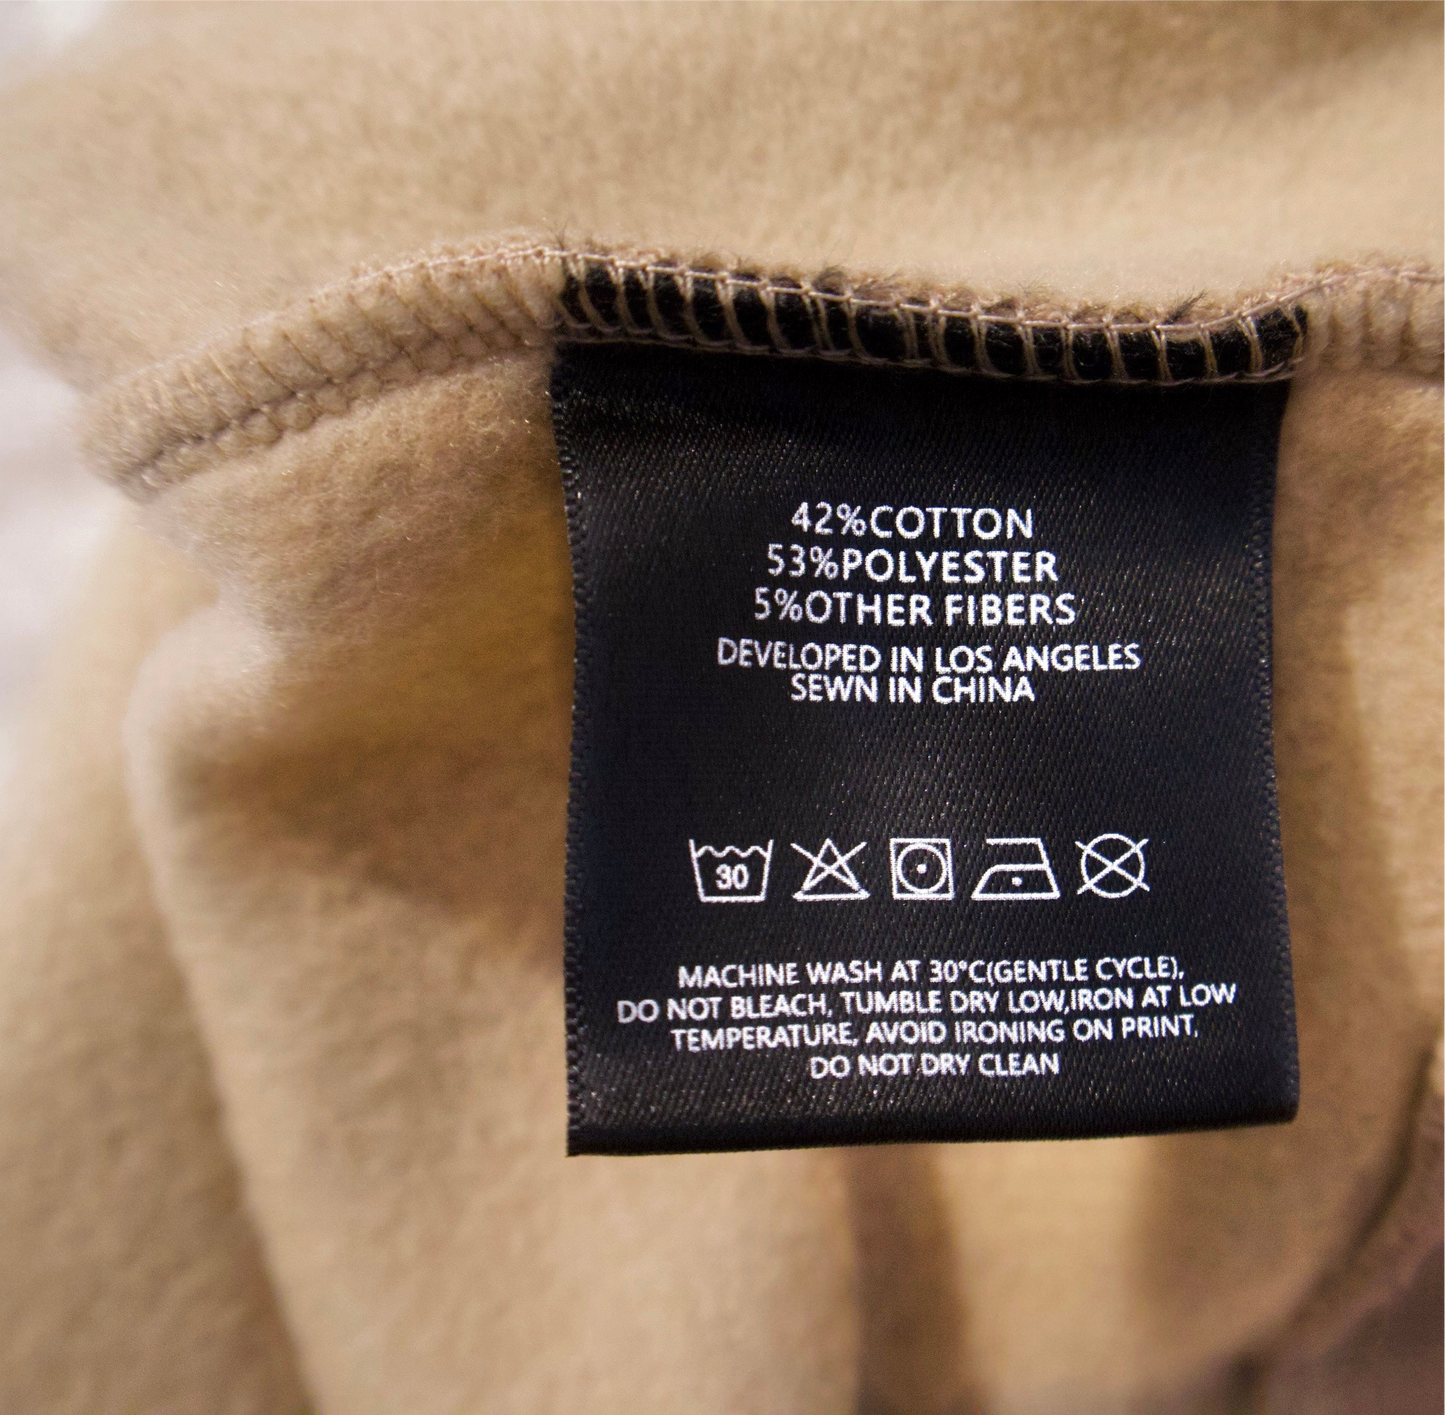 42%COTTON
53%POLYESTER
5%OTHER FIBERS
DEVELOPED IN LOS ANGELES
SEWN IN CHINA
30
MACHINE WASH AT 30°C(GENTLE CYCLE),
DO NOT BLEACH, TUMBLE DRY LOW,IRON AT LOW
TEMPERATURE, AVOID IRONING ON PRINT,
DO NOT DRY CLEAN